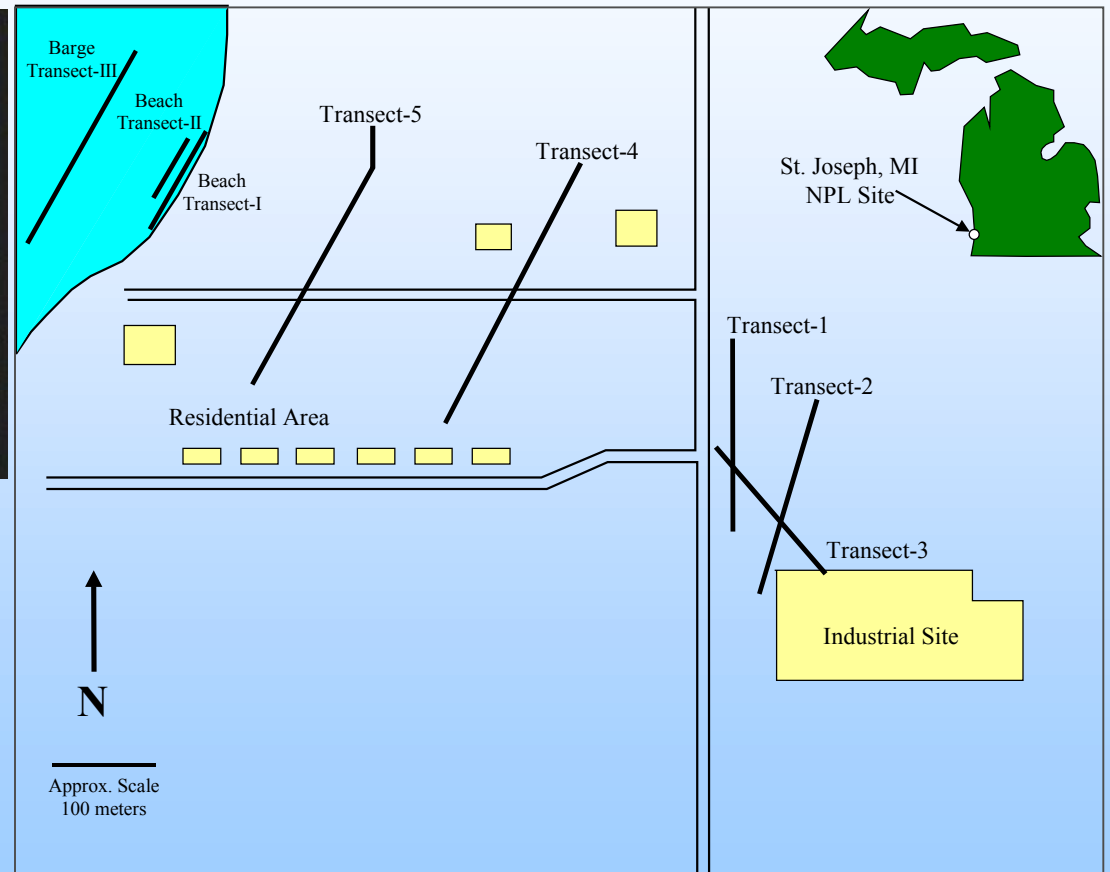 Barge
Transect-III
Beach
Transect-II
Beach
Transect-I
Transect-5
Transect-4
St. Joseph, MI
NPL Site
Transect-1
Transect-2
Residential Area
Transect-3
Industrial Site
N
Approx. Scale
100 meters